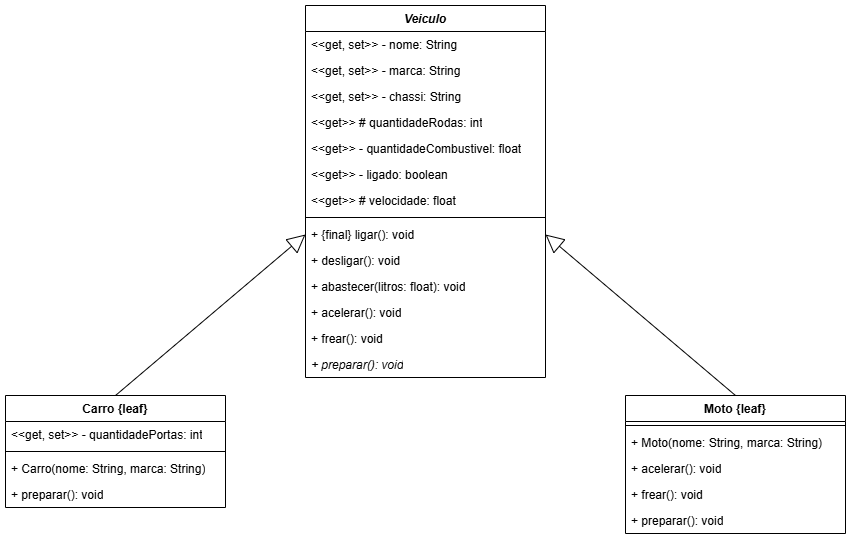 Veiculo
<<get, set>> - nome: String
<<get, set>> - marca: String
<<get, set>> - chassi: String
<<get>> # quantidadeRodas: int
<<get>> - quantidadeCombustivel: float
<<get>> - ligado: boolean
<<get>> # velocidade: float
+ {final} ligar(): void
+ desligar(): void
+ abastecer(litros: float): void
+ acelerar(): void
+ frear(): void
+ preparar(): void
Carro {leaf}
<<get, set>> - quantidadePortas: int
+ Carro(nome: String, marca: String)
+ preparar(): void
Moto {leaf}
+ Moto(nome: String, marca: String)
+ acelerar(): void
+ frear(): void
+ preparar(): void